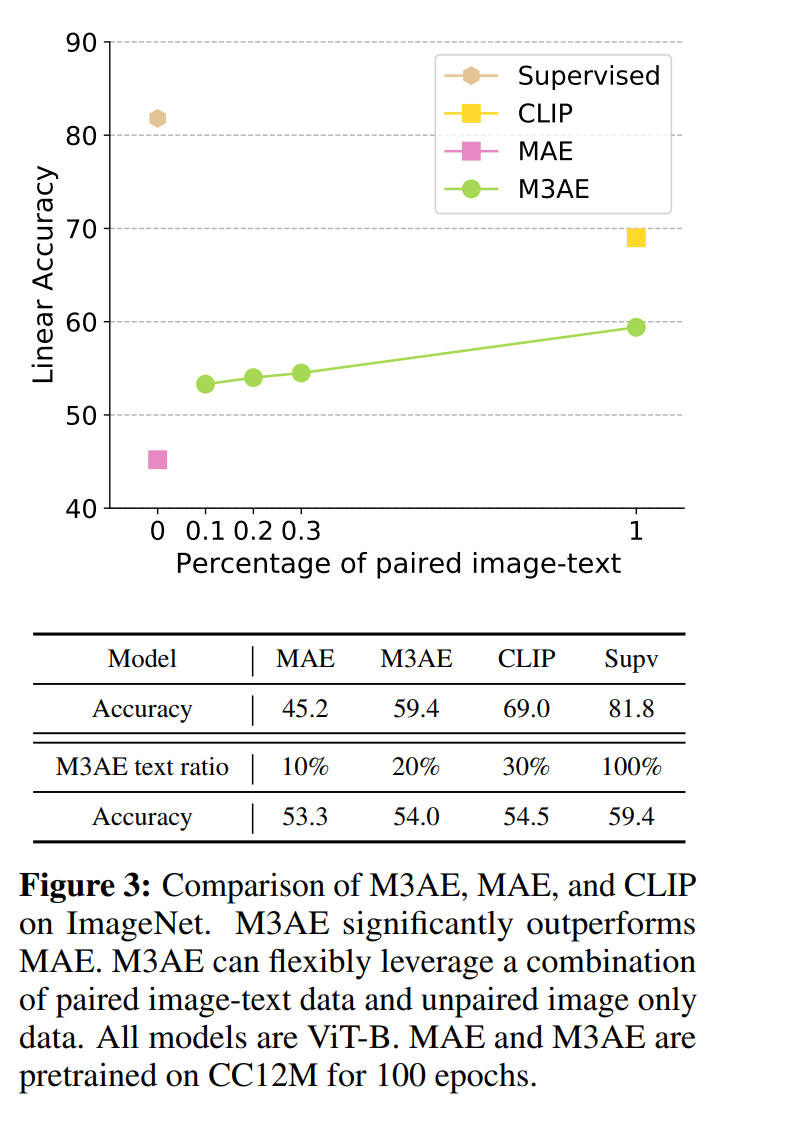 90
80
70
60
50
40
Linear Accuracy
Supervised
CLIP
MAE
M3AE
0 0.1 0.2 0.3 1
Percentage of paired image-text
Model MAE M3AE CLIP Supv
Accuracy 45.2 59.4 69.0 81.8
M3AE text ratio 10% 20% 30% 100%
Accuracy 53.3 54.0 54.5 59.4
Figure 3: Comparison of M3AE, MAE, and CLIP
on ImageNet. M3AE significantly outperforms
MAE. M3AE can flexibly leverage a combination
of paired image-text data and unpaired image only
data. All models are ViT-B. MAE and M3AE are
pretrained on CC12M for 100 epochs.